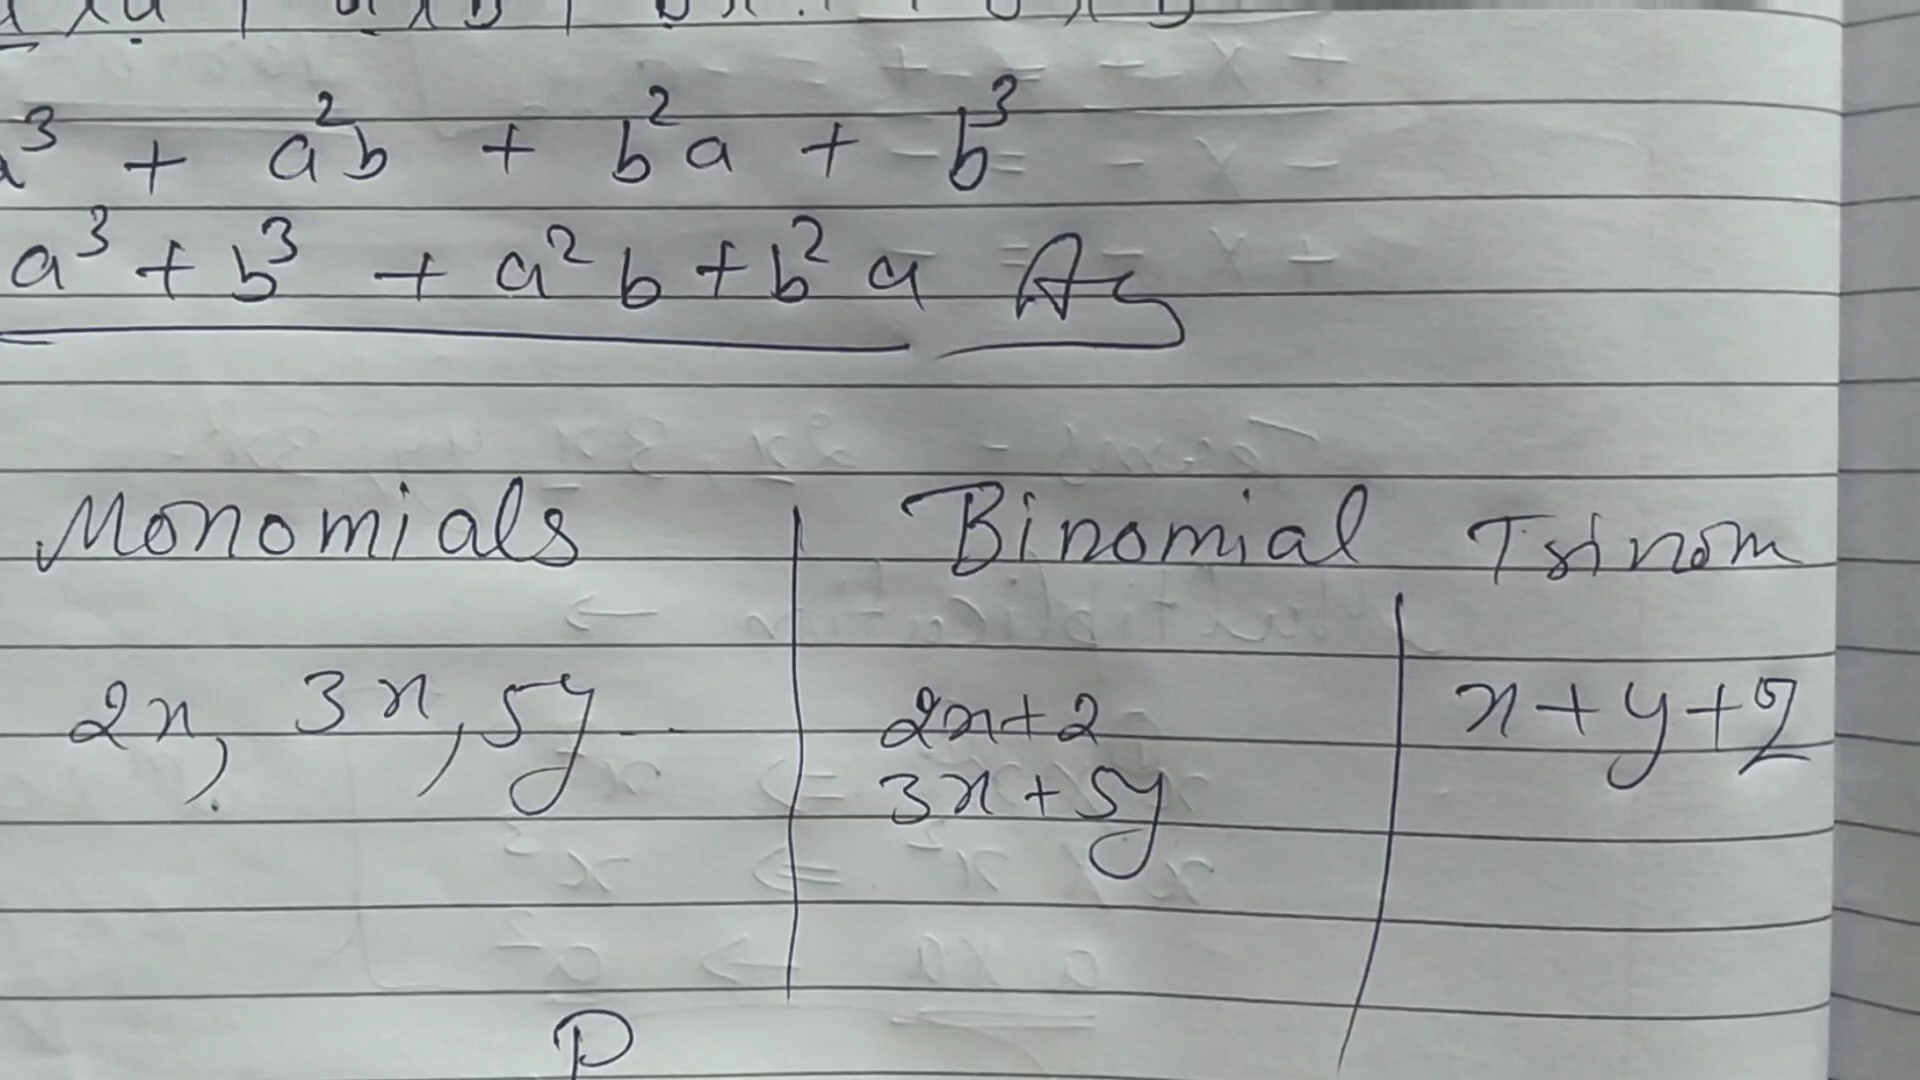 a³ + a²b + b²a + b³
a³ + b³ + a²b + b²a Ans
Monomials | Binomial | Trinom
2x, 3x, 5y - - | 2x+2 | x+y+z
3x+5y
P